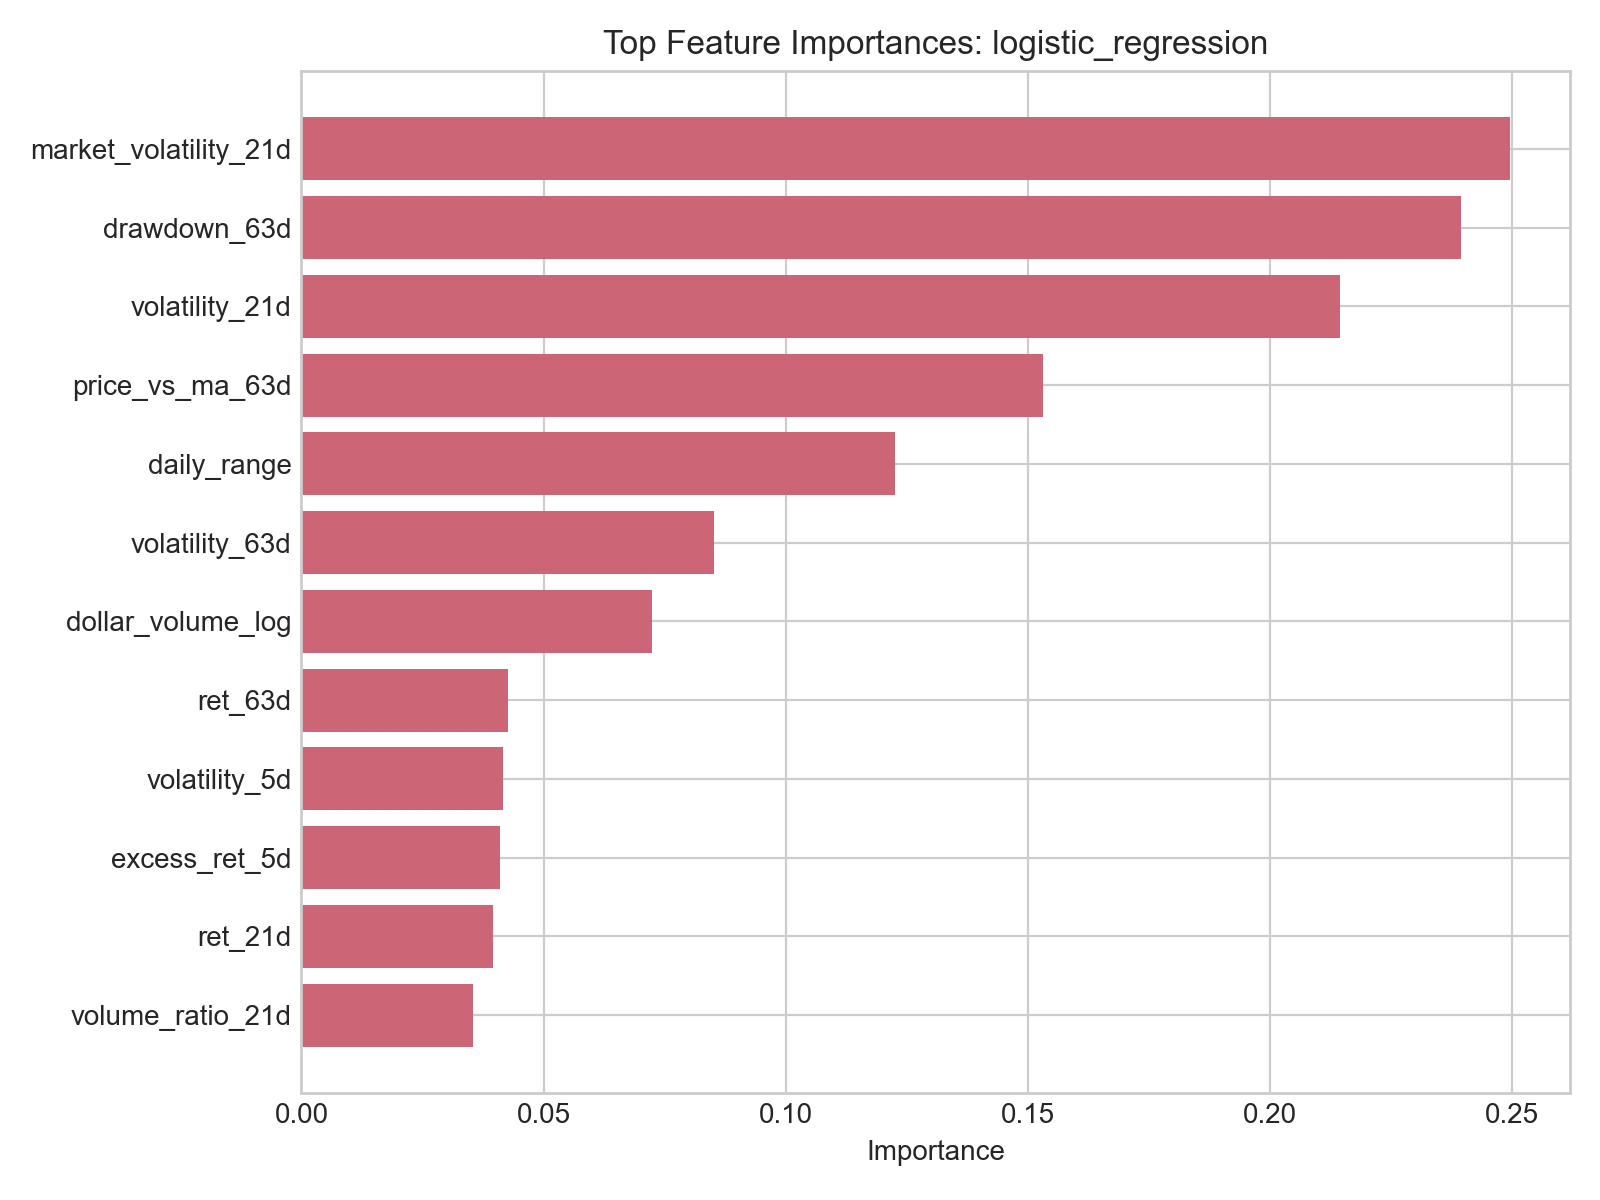 Top Feature Importances: logistic_regression
market_volatility_21d
drawdown_63d
volatility_21d
price_vs_ma_63d
daily_range
volatility_63d
dollar_volume_log
ret_63d
volatility_5d
excess_ret_5d
ret_21d
volume_ratio_21d
0.00 0.05 0.10 0.15 0.20 0.25
Importance